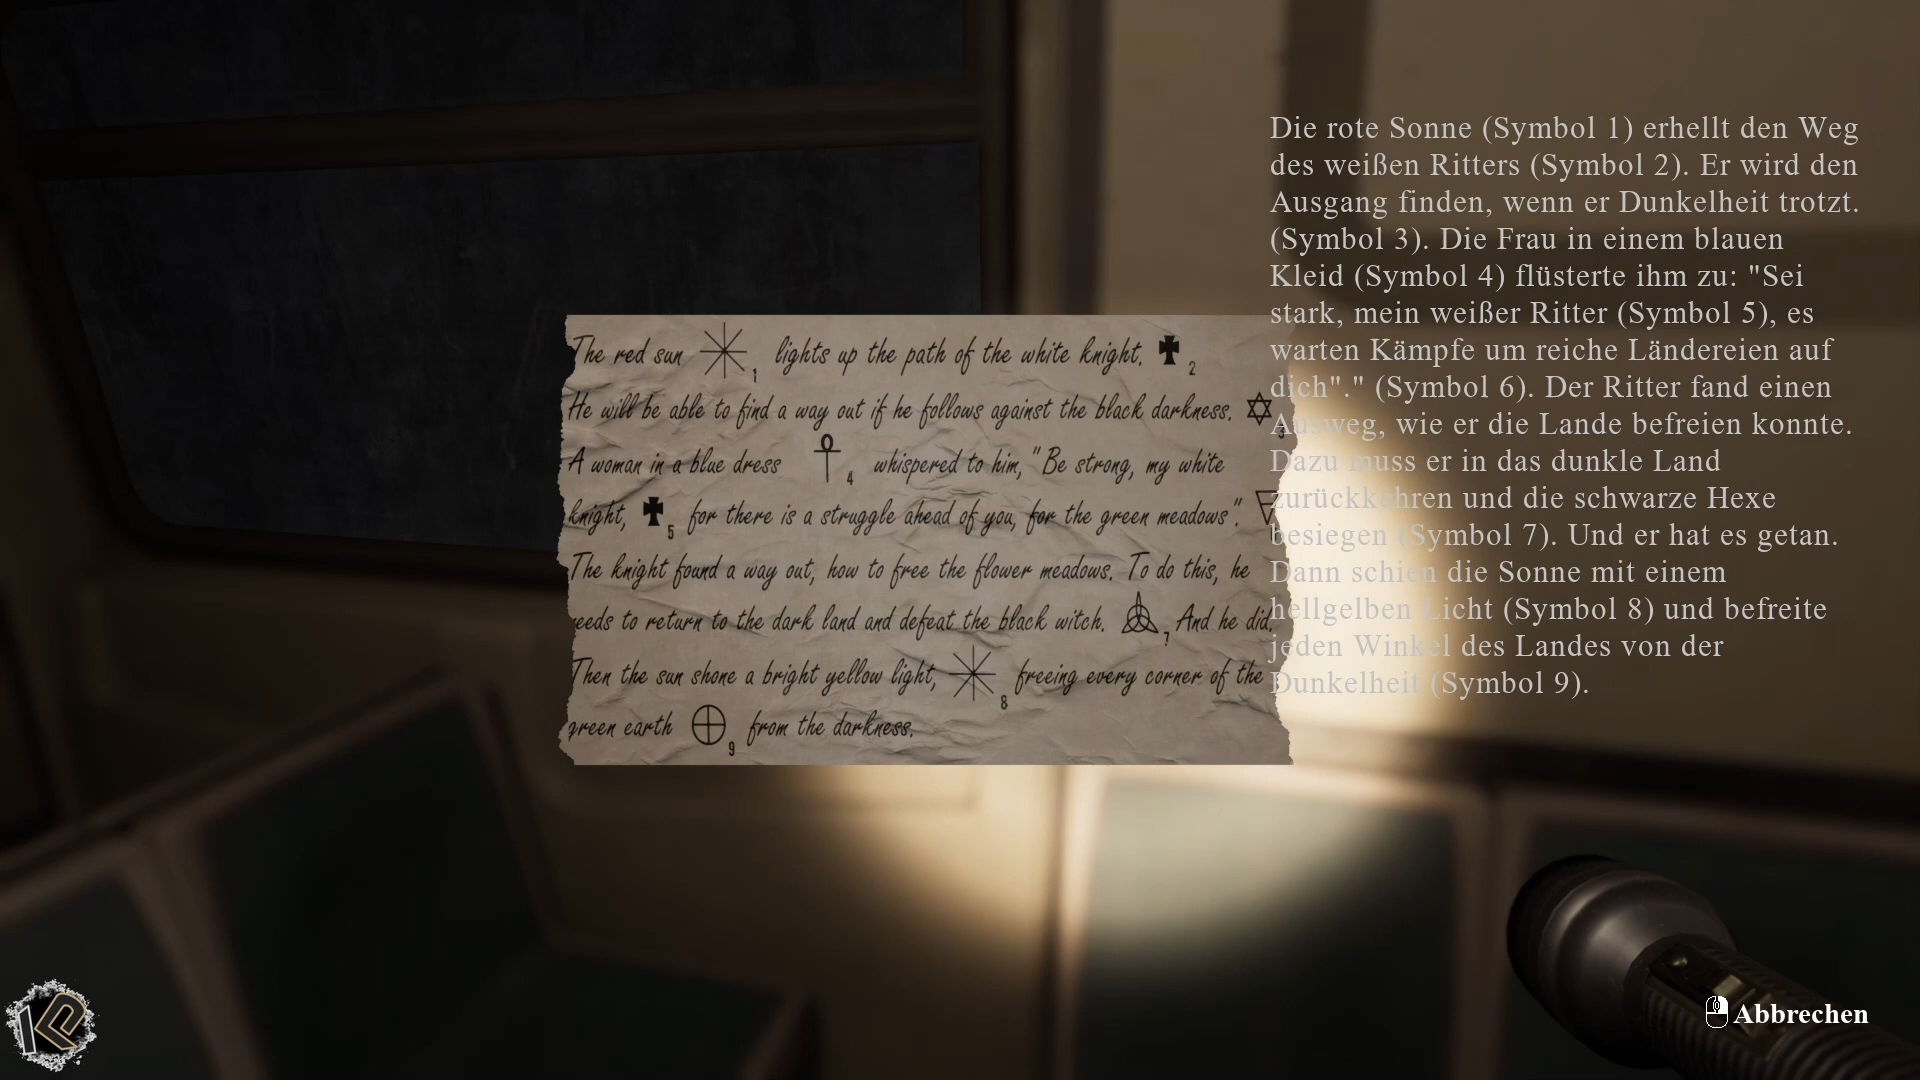 The red sun 1 lights up the path of the white knight. 2
He will be able to find a way out if he follows against the black darkness. 3
A woman in a blue dress 4 whispered to him, "Be strong, my white
knight, 5 for there is a struggle ahead of you, for the green meadows".
The knight found a way out, how to free the flower meadows. To do this, he
needs to return to the dark land and defeat the black witch. 7 And he did.
Then the sun shone a bright yellow light, 8 freeing every corner of the
green earth 9 from the darkness.
Die rote Sonne (Symbol 1) erhellt den Weg
des weißen Ritters (Symbol 2). Er wird den
Ausgang finden, wenn er Dunkelheit trotzt.
(Symbol 3). Die Frau in einem blauen
Kleid (Symbol 4) flüsterte ihm zu: "Sei
stark, mein weißer Ritter (Symbol 5), es
warten Kämpfe um reiche Ländereien auf
dich"." (Symbol 6). Der Ritter fand einen
Ausweg, wie er die Lande befreien konnte.
Dazu muss er in das dunkle Land
zurückkehren und die schwarze Hexe
besiegen (Symbol 7). Und er hat es getan.
Dann schien die Sonne mit einem
hellgelben Licht (Symbol 8) und befreite
jeden Winkel des Landes von der
Dunkelheit (Symbol 9).
Abbrechen